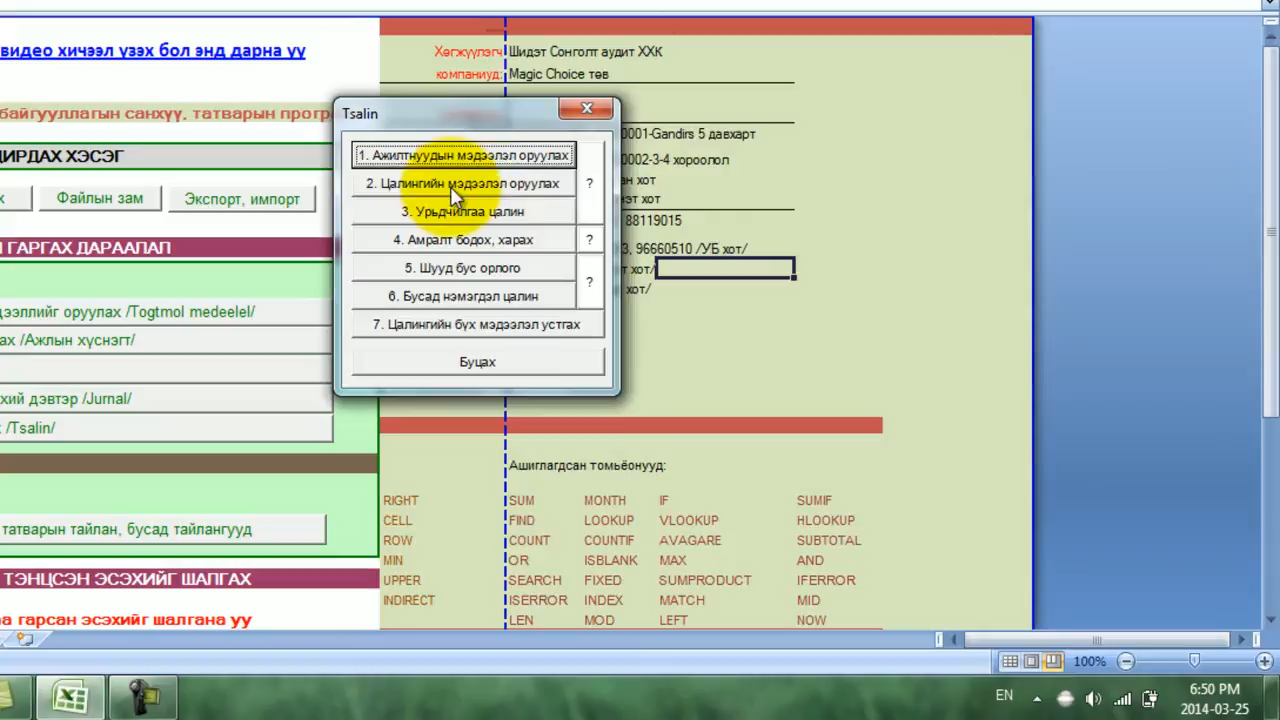 видео хичээл үзэх бол энд дарна уу
байгууллагын санхүү, татварын прогр
ИРДАХ ХЭСЭГ
Файлын зам
Экспорт, импорт
ГАРГАХ ДАРААЛАЛ
дээллийг оруулах /Togtmol medeelel/
ах /Ажлын хүснэгт/
хий дэвтэр /Jurnal/
/Tsalin/
татварын тайлан, бусад тайлангууд
ТЭНЦСЭН ЭСЭХИЙГ ШАЛГАХ
а гарсан эсэхийг шалгана уу
Хөгжүүлэгч Шидэт Сонголт аудит ХХК
компаниуд: Magic Choice төв
0001-Gandirs 5 давхарт
0002-3-4 хороолол
ан хот
нэт хот
88119015
3, 96660510 /УБ хот/
т хот/
хот/
Tsalin
1. Ажилтнуудын мэдээлэл оруулах
2. Цалингийн мэдээлэл оруулах
?
3. Урьдчилгаа цалин
4. Амралт бодох, харах
?
5. Шууд бус орлого
?
6. Бусад нэмэгдэл цалин
7. Цалингийн бүх мэдээлэл устгах
Буцах
Ашиглагдсан томьёонууд:
RIGHT SUM MONTH IF SUMIF
CELL FIND LOOKUP VLOOKUP HLOOKUP
ROW COUNT COUNTIF AVAGARE SUBTOTAL
MIN OR ISBLANK MAX AND
UPPER SEARCH FIXED SUMPRODUCT IFERROR
INDIRECT ISERROR INDEX MATCH MID
LEN MOD LEFT NOW
100%
EN
6:50 PM
2014-03-25